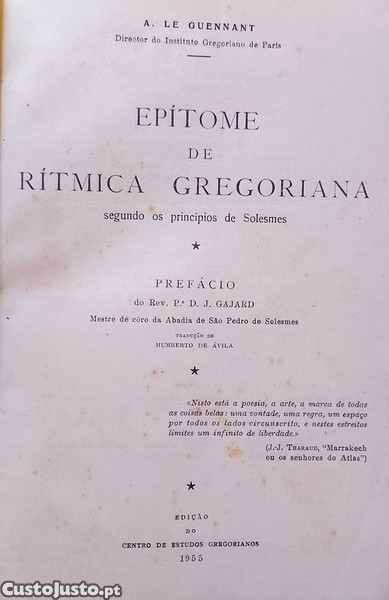 A. LE GUENNANT
Director do Instituto Gregoriano de Paris
EPÍTOME
DE
RÍTMICA GREGORIANA
segundo os princípios de Solesmes
★
PREFÁCIO
do Rev. P.e D. J. GAJARD
Mestre de côro da Abadia de São Pedro de Solesmes
TRADUÇÃO DE
HUMBERTO DE ÁVILA
★
«Nisto está a poesia, a arte, a marca de todas
as coisas belas: uma vontade, uma regra, um espaço
por todos os lados circunscrito, e nestes estreitos
limites um infinito de liberdade.»
(J.-J. THARAUD, "Marrakech
ou os senhores do Atlas")
★
EDIÇÃO
DO
CENTRO DE ESTUDOS GREGORIANOS
1955
CustoJusto.pt